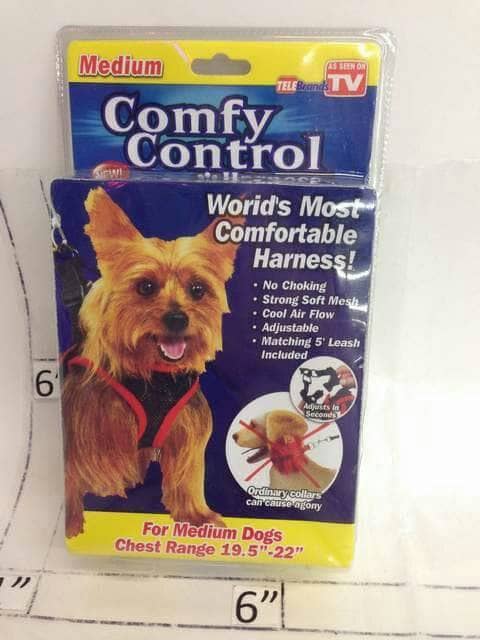 Medium
AS SEEN ON
TELEBrands TV
Comfy
Control
NEW!
World's Most
Comfortable
Harness!
• No Choking
• Strong Soft Mesh
• Cool Air Flow
• Adjustable
• Matching 5' Leash
Included
Adjusts in
Seconds
Ordinary collars
can cause agony
For Medium Dogs
Chest Range 19.5"-22"
6
6"